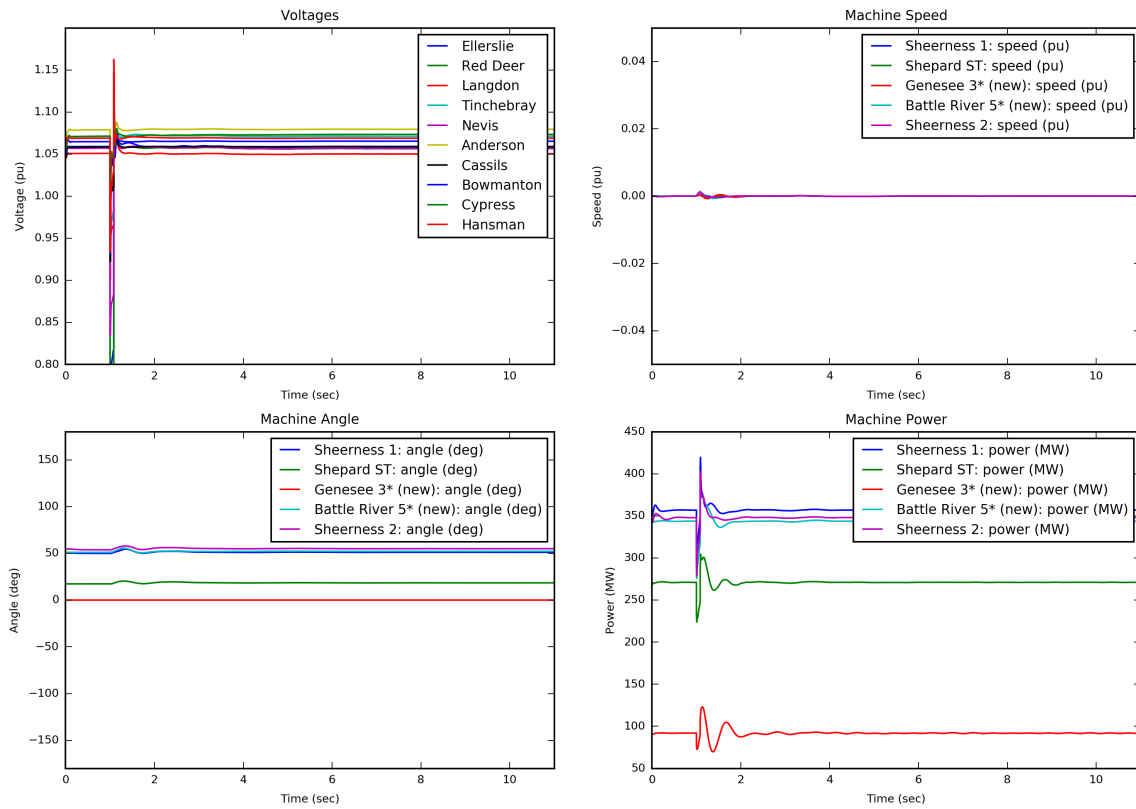 Voltages
1.15
1.10
1.05
1.00
0.95
0.90
0.85
0.80
Voltage (pu)
Ellerslie
Red Deer
Langdon
Tinchebray
Nevis
Anderson
Cassils
Bowmanton
Cypress
Hansman
0 2 4 6 8 10
Time (sec)
Machine Speed
0.04
0.02
0.00
−0.02
−0.04
Speed (pu)
Sheerness 1: speed (pu)
Shepard ST: speed (pu)
Genesee 3* (new): speed (pu)
Battle River 5* (new): speed (pu)
Sheerness 2: speed (pu)
0 2 4 6 8 10
Time (sec)
Machine Angle
150
100
50
0
−50
−100
−150
Angle (deg)
Sheerness 1: angle (deg)
Shepard ST: angle (deg)
Genesee 3* (new): angle (deg)
Battle River 5* (new): angle (deg)
Sheerness 2: angle (deg)
0 2 4 6 8 10
Time (sec)
Machine Power
450
400
350
300
250
200
150
100
50
Power (MW)
Sheerness 1: power (MW)
Shepard ST: power (MW)
Genesee 3* (new): power (MW)
Battle River 5* (new): power (MW)
Sheerness 2: power (MW)
0 2 4 6 8 10
Time (sec)